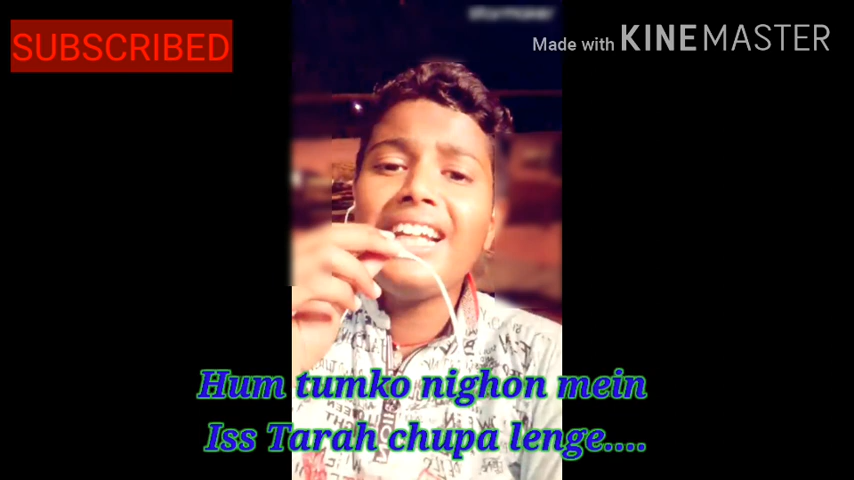 SUBSCRIBED
Made with KINEMASTER
Hum tumko nighon mein
Iss Tarah chupa lenge....